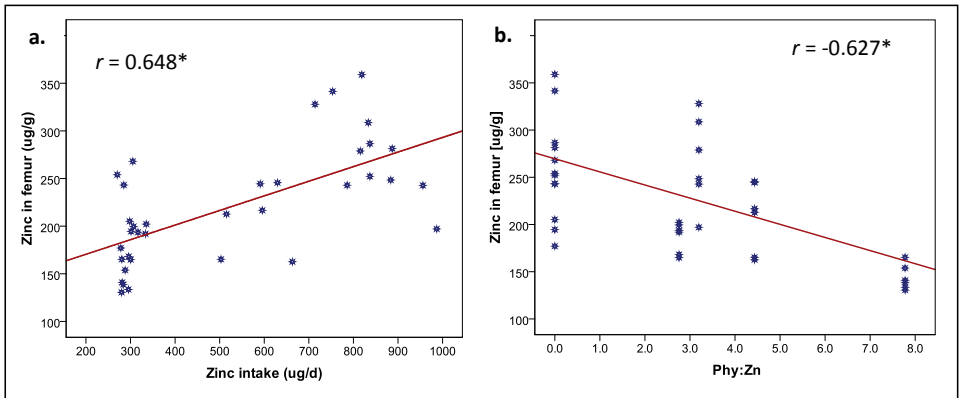 a.
r = 0.648*
Zinc in femur (ug/g)
350
300
250
200
150
100
200 300 400 500 600 700 800 900 1000
Zinc intake (ug/d)
b.
r = -0.627*
Zinc in femur [ug/g]
350
300
250
200
150
100
0.0 1.0 2.0 3.0 4.0 5.0 6.0 7.0 8.0
Phy:Zn